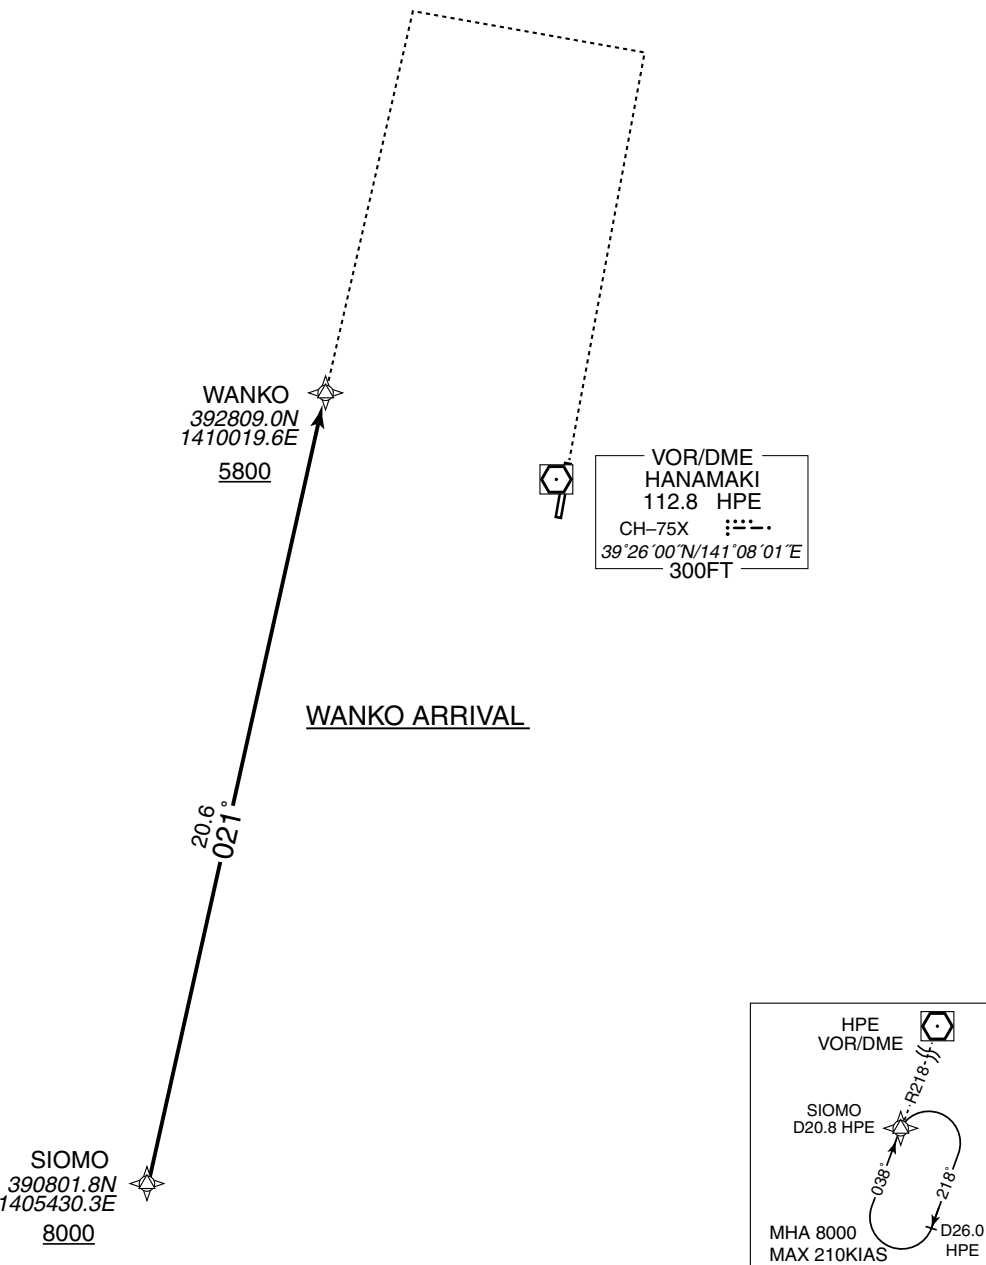 WANKO
392809.0N
1410019.6E
5800
VOR/DME
HANAMAKI
112.8 HPE
CH–75X
39°26´00˝N/141°08´01˝E
300FT
WANKO ARRIVAL
20.6
021°
SIOMO
390801.8N
1405430.3E
8000
HPE
VOR/DME
R218
SIOMO
D20.8 HPE
038°
218°
D26.0
HPE
MHA 8000
MAX 210KIAS